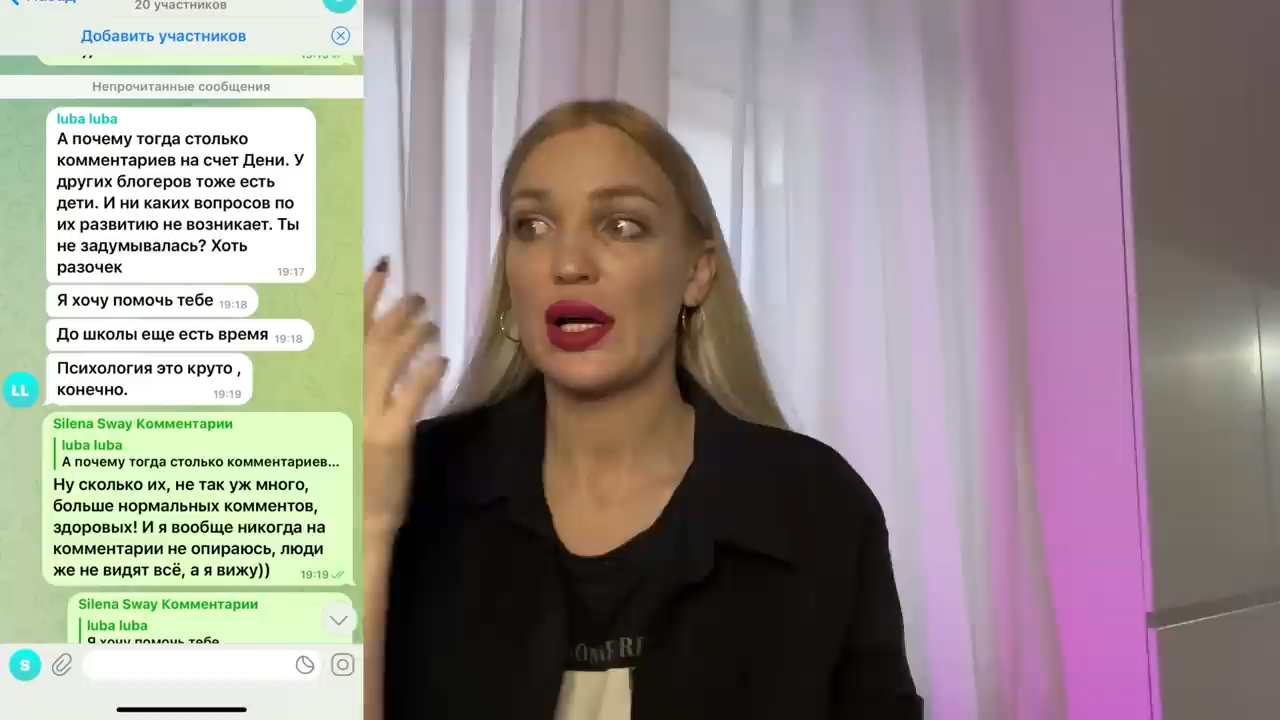 20 участников
Добавить участников
19:18
Непрочитанные сообщения
luba luba
А почему тогда столько
комментариев на счет Дени. У
других блогеров тоже есть
дети. И ни каких вопросов по
их развитию не возникает. Ты
не задумывалась? Хоть
разочек
19:17
Я хочу помочь тебе 19:18
До школы еще есть время 19:18
Психология это круто ,
конечно. 19:19
LL
Silena Sway Комментарии
luba luba
А почему тогда столько комментариев...
Ну сколько их, не так уж много,
больше нормальных комментов,
здоровых! И я вообще никогда на
комментарии не опираюсь, люди
же не видят всё, а я вижу)) 19:19
Silena Sway Комментарии
luba luba
Я хочу помочь тебе
S